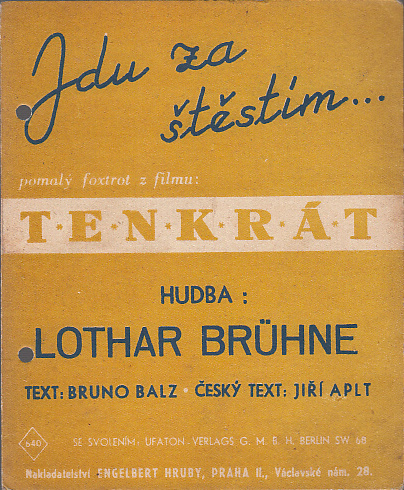 Jdu za
štěstím...
pomalý foxtrot z filmu:
T·E·N·K·R·Á·T
HUDBA :
LOTHAR BRÜHNE
TEXT: BRUNO BALZ · ČESKÝ TEXT: JIŘÍ APLT
640
SE SVOLENÍM: UFATON-VERLAGS G. M. B. H. BERLIN SW 68
Nakladatelství ENGELBERT HRUBY, PRAHA II., Václavské nám. 28.